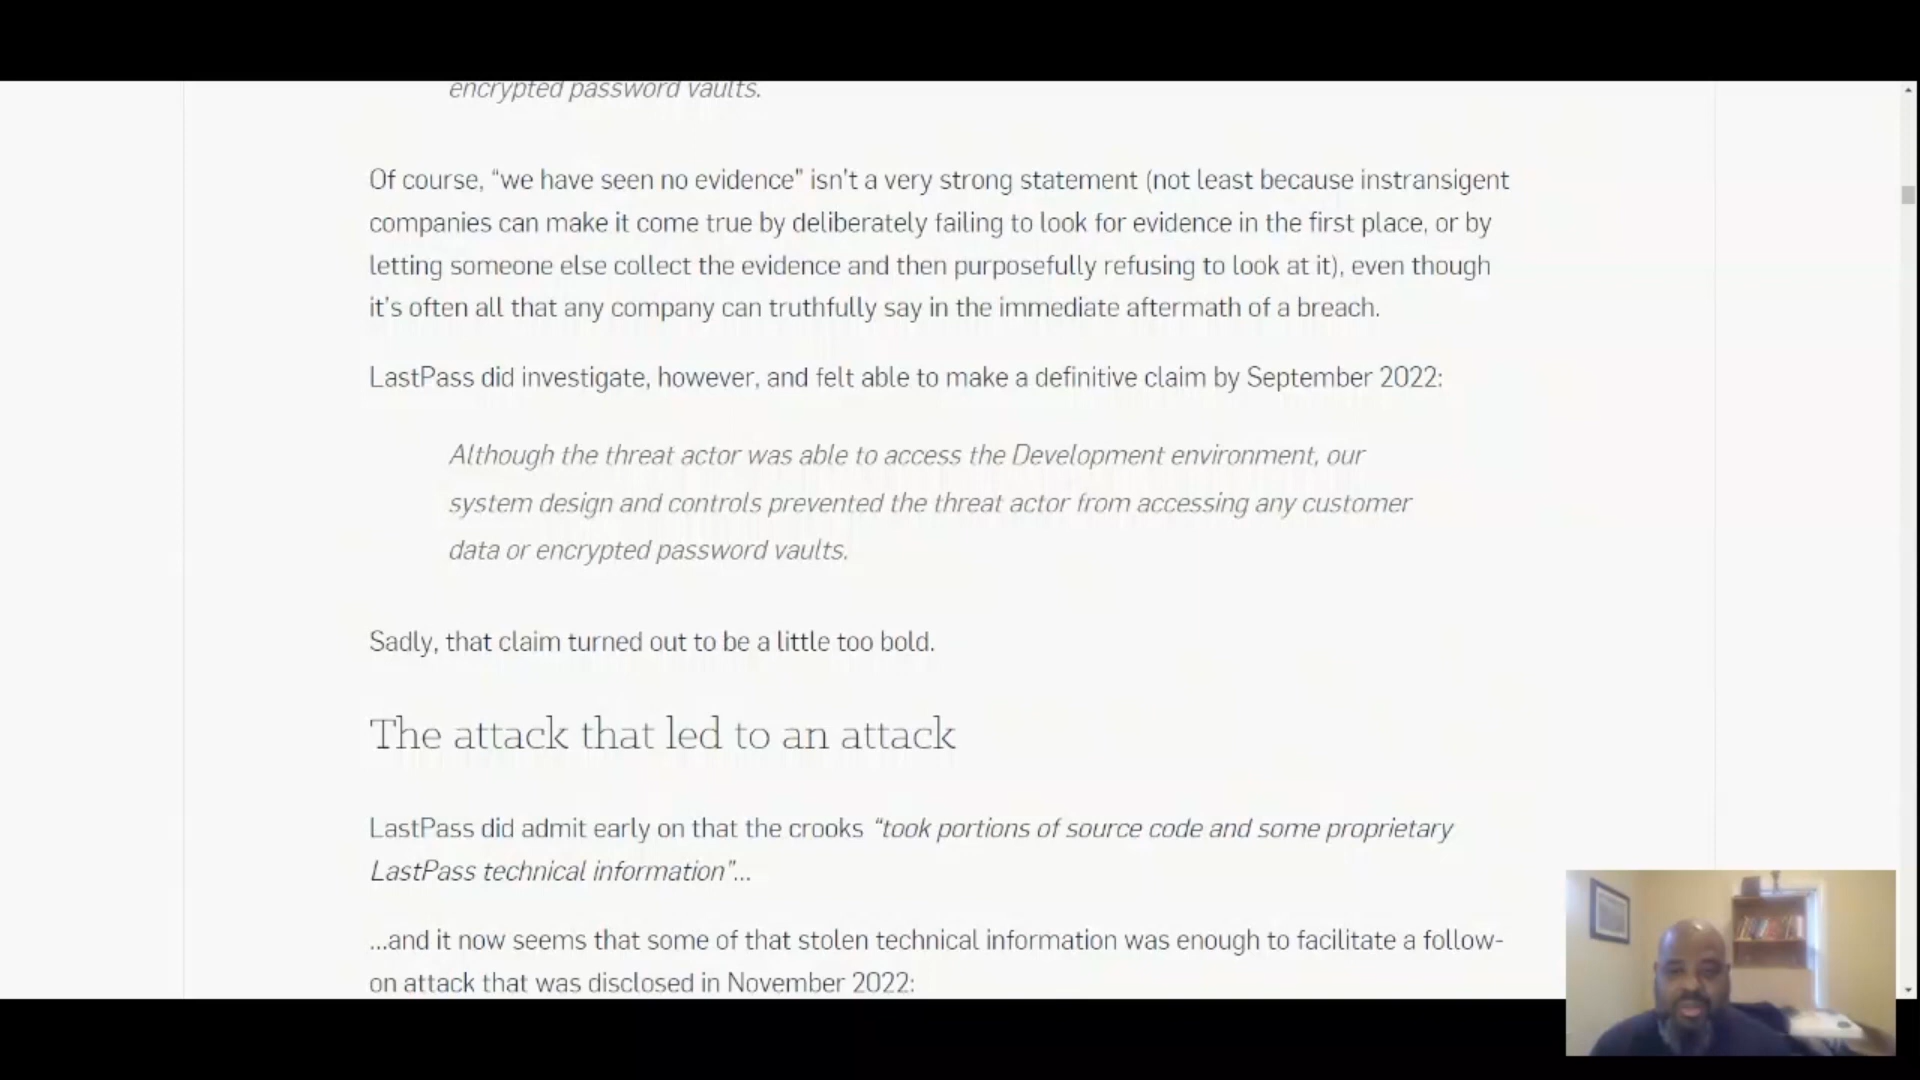 encrypted password vaults.
Of course, “we have seen no evidence” isn’t a very strong statement (not least because instransigent
companies can make it come true by deliberately failing to look for evidence in the first place, or by
letting someone else collect the evidence and then purposefully refusing to look at it), even though
it’s often all that any company can truthfully say in the immediate aftermath of a breach.
LastPass did investigate, however, and felt able to make a definitive claim by September 2022:
Although the threat actor was able to access the Development environment, our
system design and controls prevented the threat actor from accessing any customer
data or encrypted password vaults.
Sadly, that claim turned out to be a little too bold.
The attack that led to an attack
LastPass did admit early on that the crooks “took portions of source code and some proprietary
LastPass technical information”…
…and it now seems that some of that stolen technical information was enough to facilitate a follow-
on attack that was disclosed in November 2022: